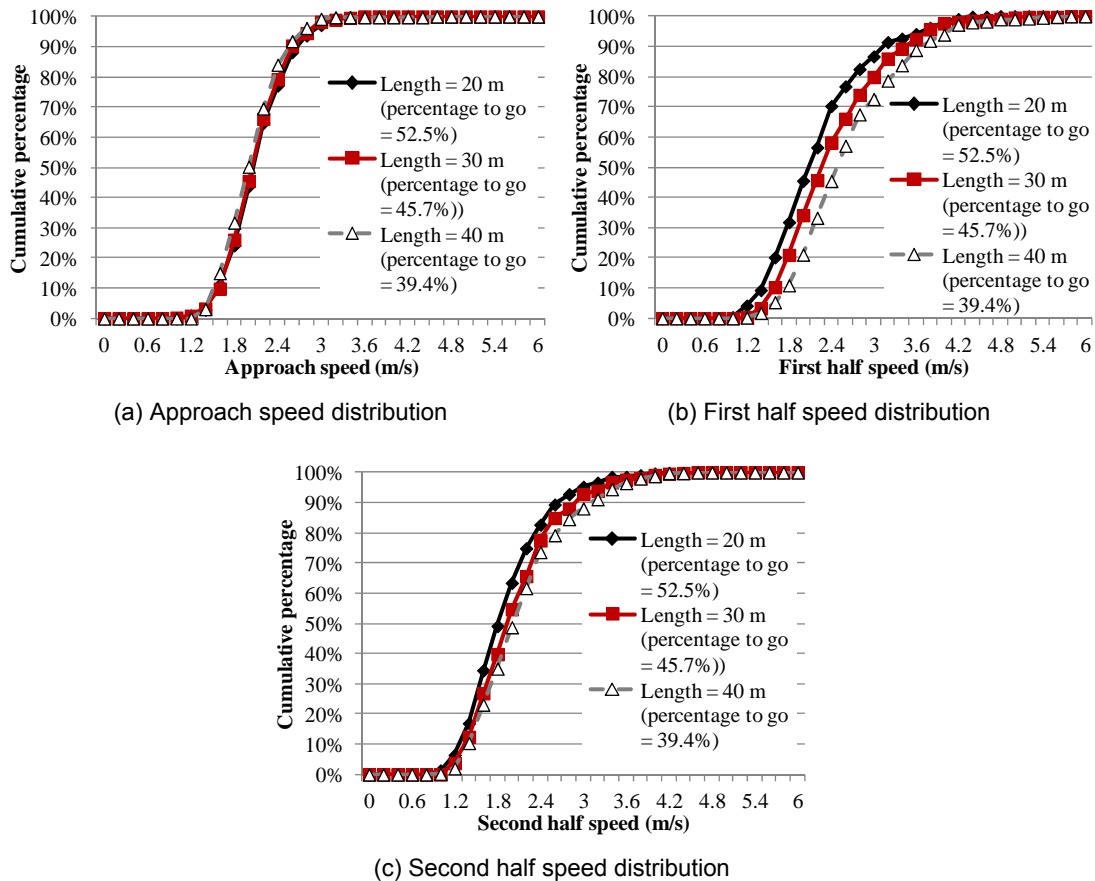 100%
90%
80%
70%
60%
50%
40%
30%
20%
10%
0%
Cumulative percentage
Length = 20 m
(percentage to go
= 52.5%)
Length = 30 m
(percentage to go
= 45.7%))
Length = 40 m
(percentage to go
= 39.4%)
0 0.6 1.2 1.8 2.4 3 3.6 4.2 4.8 5.4 6
Approach speed (m/s)
(a) Approach speed distribution
100%
90%
80%
70%
60%
50%
40%
30%
20%
10%
0%
Cumulative percentage
Length = 20 m
(percentage to go
= 52.5%)
Length = 30 m
(percentage to go
= 45.7%))
Length = 40 m
(percentage to go
= 39.4%)
0 0.6 1.2 1.8 2.4 3 3.6 4.2 4.8 5.4 6
First half speed (m/s)
(b) First half speed distribution
100%
90%
80%
70%
60%
50%
40%
30%
20%
10%
0%
Cumulative percentage
Length = 20 m
(percentage to go
= 52.5%)
Length = 30 m
(percentage to go
= 45.7%))
Length = 40 m
(percentage to go
= 39.4%)
0 0.6 1.2 1.8 2.4 3 3.6 4.2 4.8 5.4 6
Second half speed (m/s)
(c) Second half speed distribution